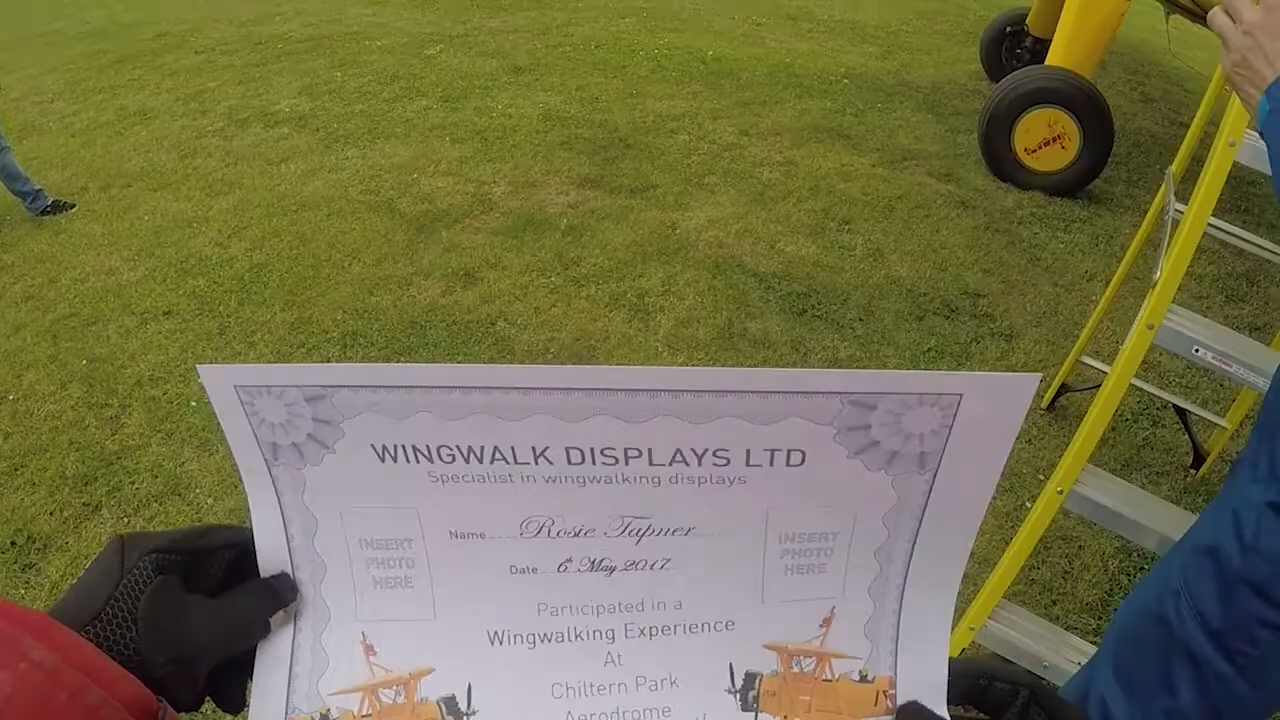 WINGWALK DISPLAYS LTD
Specialist in wingwalking displays
Name Rosie Tapner
Date 6th May 2017
INSERT
PHOTO
HERE
INSERT
PHOTO
HERE
Participated in a
Wingwalking Experience
At
Chiltern Park
Aerodrome